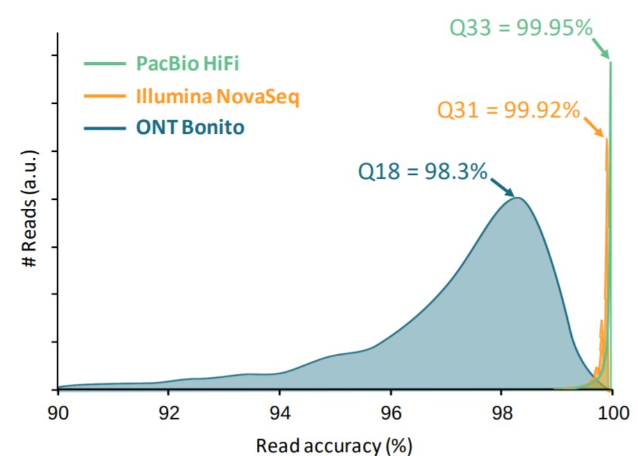 Q33 = 99.95%
PacBio HiFi
Illumina NovaSeq
Q31 = 99.92%
ONT Bonito
Q18 = 98.3%
# Reads (a.u.)
90 92 94 96 98 100
Read accuracy (%)